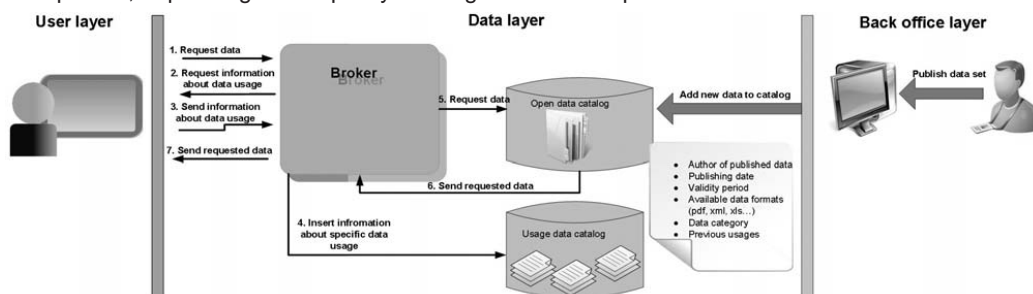 User layer
Data layer
Back office layer
1. Request data
2. Request information
about data usage
3. Send information
about data usage
7. Send requested data
Broker
Broker
5. Request data
Open data catalog
6. Send requested data
4. Insert infromation
about specific data
usage
Usage data catalog
Add new data to catalog
Publish data set
• Author of published data
• Publishing date
• Validity period
• Available data formats
(pdf, xml, xls...)
• Data category
• Previous usages